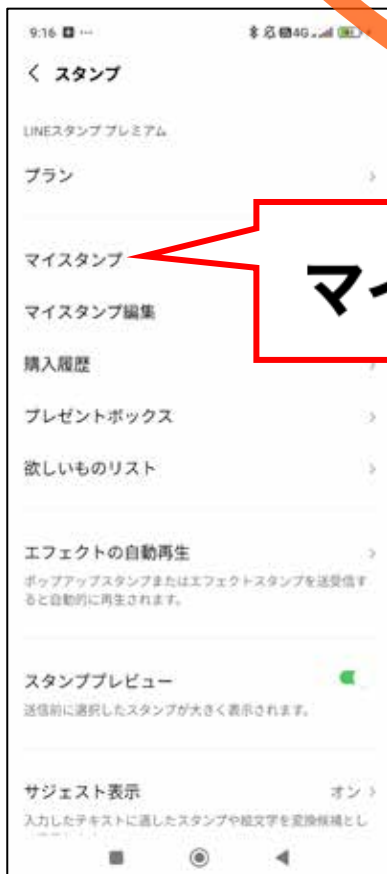 9:16
4G
スタンプ
LINEスタンプ プレミアム
プラン
マイスタンプ
マイ
マイスタンプ編集
購入履歴
プレゼントボックス
欲しいものリスト
エフェクトの自動再生
ポップアップスタンプまたはエフェクトスタンプを送受信す
ると自動的に再生されます。
スタンププレビュー
送信前に選択したスタンプが大きく表示されます。
サジェスト表示
オン
入力したテキストに適したスタンプや絵文字を変換候補とし